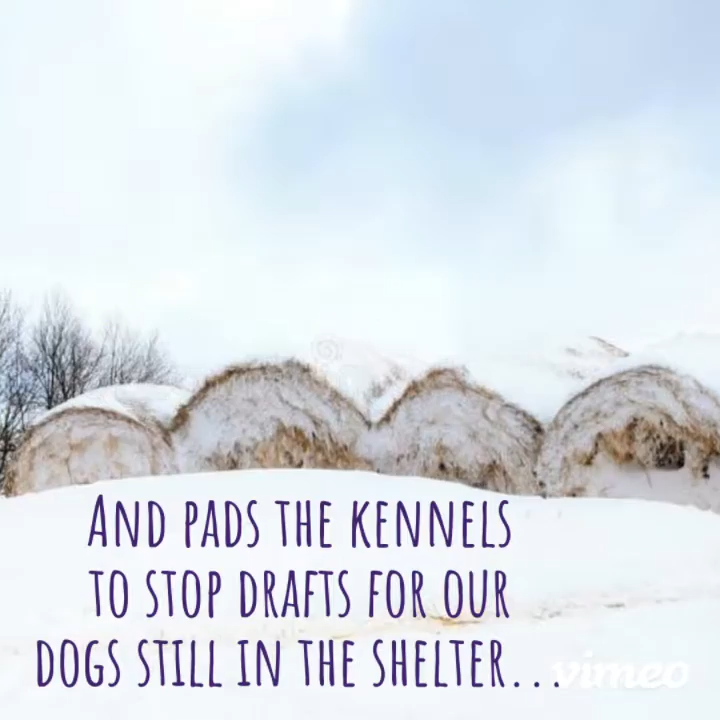 And pads the kennels
to stop drafts for our
dogs still in the shelter...
vimeo